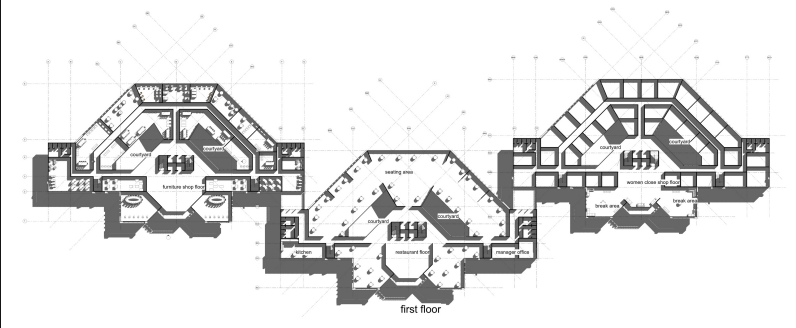 courtyard
courtyard
furniture shop floor
seating area
courtyard
courtyard
kitchen
restaurant floor
manager office
courtyard
courtyard
women close shop floor
break area
break area
first floor